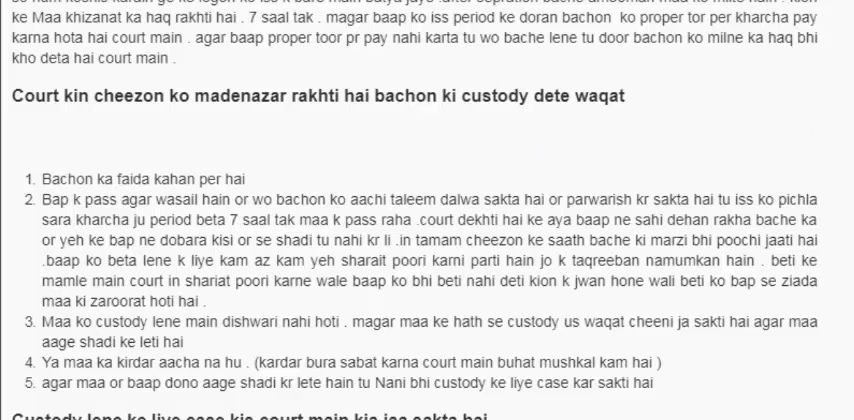 ke Maa khizanat ka haq rakhti hai . 7 saal tak . magar baap ko iss period ke doran bachon ko proper tor per kharcha pay
karna hota hai court main . agar baap proper toor pr pay nahi karta tu wo bache lene tu door bachon ko milne ka haq bhi
kho deta hai court main .
Court kin cheezon ko madenazar rakhti hai bachon ki custody dete waqat
1. Bachon ka faida kahan per hai
2. Bap k pass agar wasail hain or wo bachon ko aachi taleem dalwa sakta hai or parwarish kr sakta hai tu iss ko pichla
sara kharcha ju period beta 7 saal tak maa k pass raha .court dekhti hai ke aya baap ne sahi dehan rakha bache ka
or yeh ke bap ne dobara kisi or se shadi tu nahi kr li .in tamam cheezon ke saath bache ki marzi bhi poochi jaati hai
.baap ko beta lene k liye kam az kam yeh sharait poori karni parti hain jo k taqreeban namumkan hain . beti ke
mamle main court in shariat poori karne wale baap ko bhi beti nahi deti kion k jwan hone wali beti ko bap se ziada
maa ki zaroorat hoti hai .
3. Maa ko custody lene main dishwari nahi hoti . magar maa ke hath se custody us waqat cheeni ja sakti hai agar maa
aage shadi ke leti hai
4. Ya maa ka kirdar aacha na hu . (kardar bura sabat karna court main buhat mushkal kam hai )
5. agar maa or baap dono aage shadi kr lete hain tu Nani bhi custody ke liye case kar sakti hai
Custody lene ke liye case kis court main kia jaa sakta hai